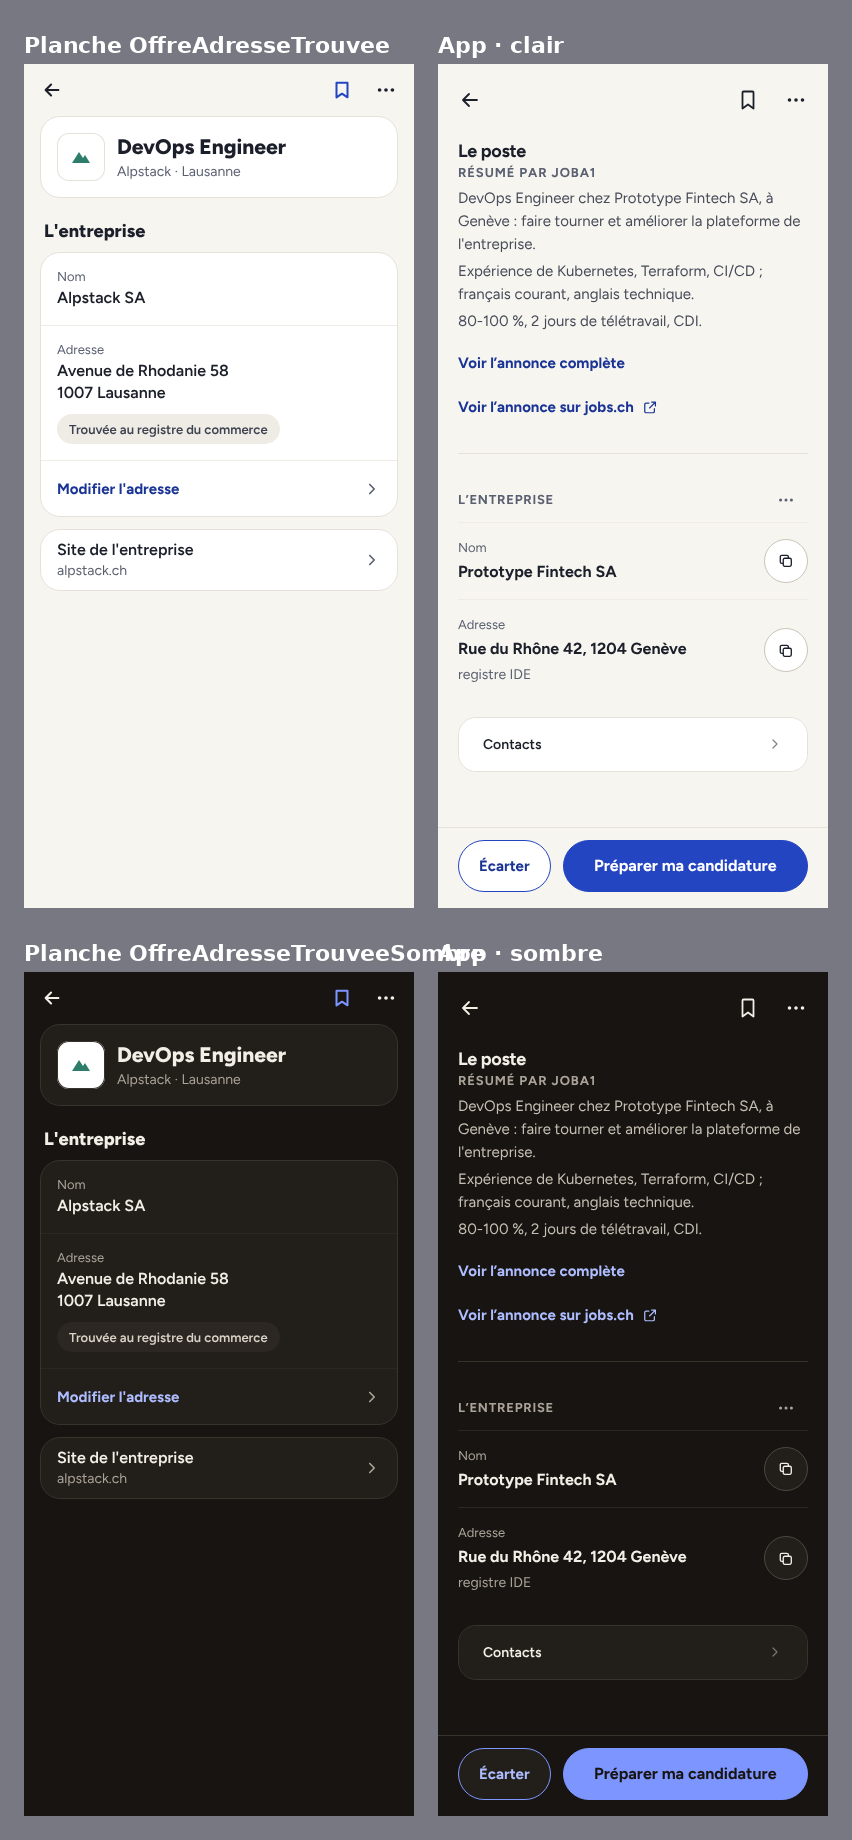 Planche OffreAdresseTrouvee
DevOps Engineer
Alpstack · Lausanne
L'entreprise
Nom
Alpstack SA
Adresse
Avenue de Rhodanie 58
1007 Lausanne
Trouvée au registre du commerce
Modifier l'adresse
Site de l'entreprise
alpstack.ch
App · clair
Le poste
RÉSUMÉ PAR JOBA1
DevOps Engineer chez Prototype Fintech SA, à
Genève : faire tourner et améliorer la plateforme de
l'entreprise.
Expérience de Kubernetes, Terraform, CI/CD ;
français courant, anglais technique.
80-100 %, 2 jours de télétravail, CDI.
Voir l’annonce complète
Voir l’annonce sur jobs.ch
L’ENTREPRISE
Nom
Prototype Fintech SA
Adresse
Rue du Rhône 42, 1204 Genève
registre IDE
Contacts
Écarter
Préparer ma candidature
Planche OffreAdresseTrouveeSombre
DevOps Engineer
Alpstack · Lausanne
L'entreprise
Nom
Alpstack SA
Adresse
Avenue de Rhodanie 58
1007 Lausanne
Trouvée au registre du commerce
Modifier l'adresse
Site de l'entreprise
alpstack.ch
App · sombre
Le poste
RÉSUMÉ PAR JOBA1
DevOps Engineer chez Prototype Fintech SA, à
Genève : faire tourner et améliorer la plateforme de
l'entreprise.
Expérience de Kubernetes, Terraform, CI/CD ;
français courant, anglais technique.
80-100 %, 2 jours de télétravail, CDI.
Voir l’annonce complète
Voir l’annonce sur jobs.ch
L’ENTREPRISE
Nom
Prototype Fintech SA
Adresse
Rue du Rhône 42, 1204 Genève
registre IDE
Contacts
Écarter
Préparer ma candidature